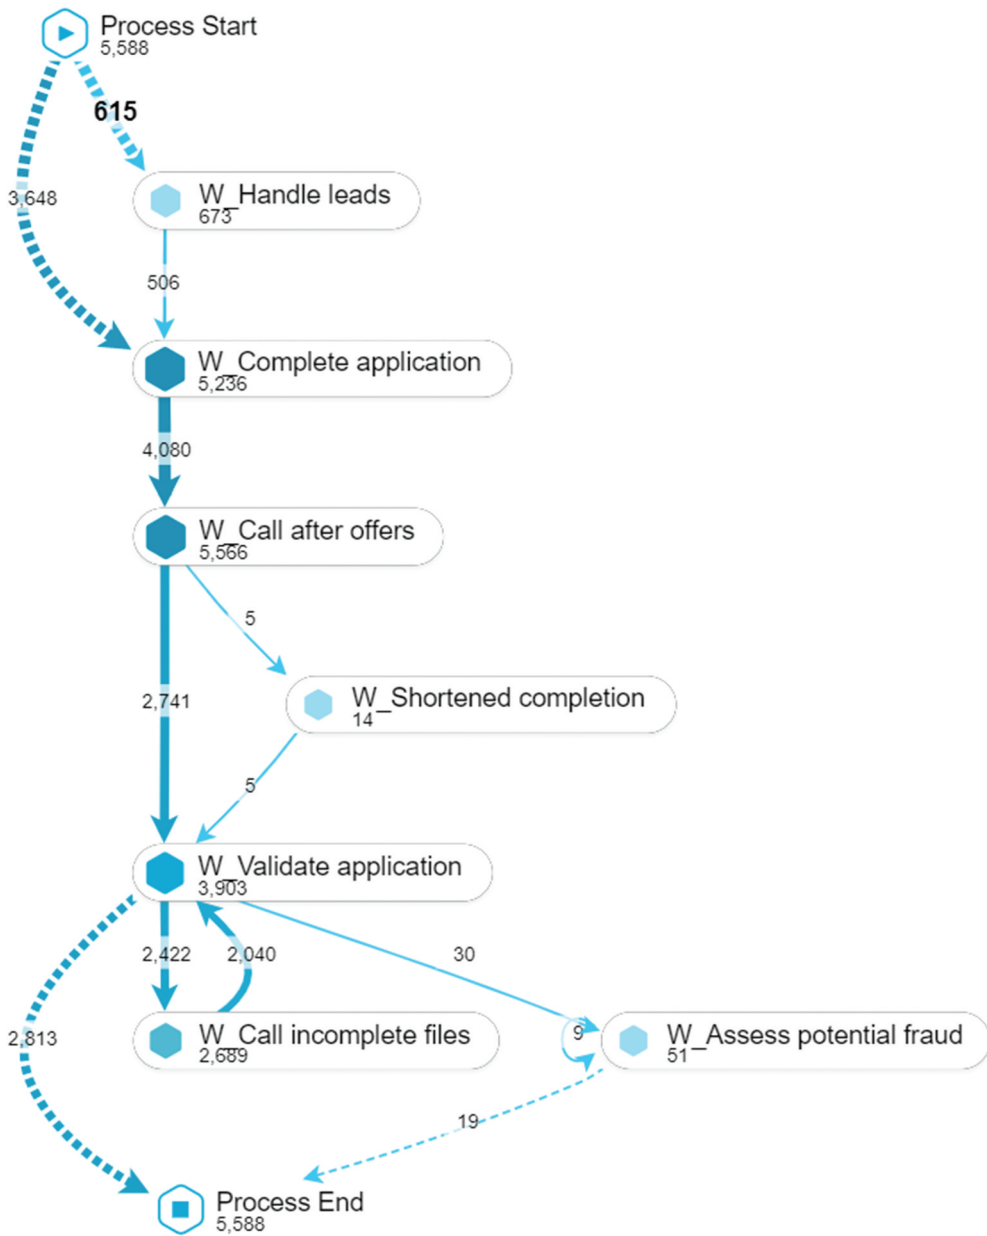 Process Start
5,588
615
3,648
W_Handle leads
673
506
W_Complete application
5,236
4,080
W_Call after offers
5,566
5
2,741
W_Shortened completion
14
5
W_Validate application
3,903
2,422
2,040
30
2,813
W_Call incomplete files
2,689
9
W_Assess potential fraud
51
19
Process End
5,588